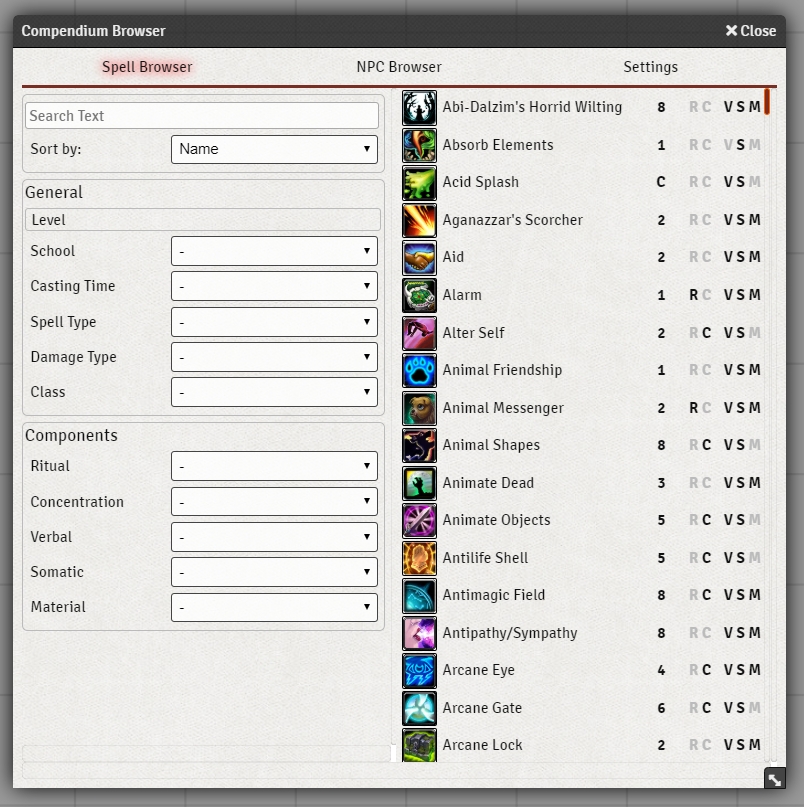 Compendium Browser
Close
Spell Browser NPC Browser Settings
Search Text
Sort by: Name
General
Level
School -
Casting Time -
Spell Type -
Damage Type -
Class -
Components
Ritual -
Concentration -
Verbal -
Somatic -
Material -
Abi-Dalzim's Horrid Wilting 8 R C V S M
Absorb Elements 1 R C V S M
Acid Splash C R C V S M
Aganazzar's Scorcher 2 R C V S M
Aid 2 R C V S M
Alarm 1 R C V S M
Alter Self 2 R C V S M
Animal Friendship 1 R C V S M
Animal Messenger 2 R C V S M
Animal Shapes 8 R C V S M
Animate Dead 3 R C V S M
Animate Objects 5 R C V S M
Antilife Shell 5 R C V S M
Antimagic Field 8 R C V S M
Antipathy/Sympathy 8 R C V S M
Arcane Eye 4 R C V S M
Arcane Gate 6 R C V S M
Arcane Lock 2 R C V S M